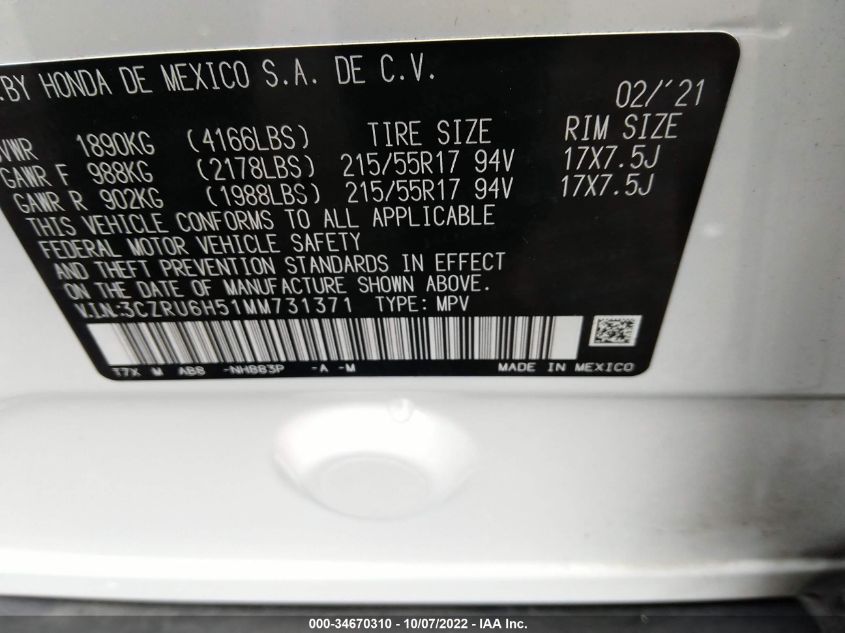 .BY HONDA DE MEXICO S.A. DE C.V.
02/'21
VWR 1890KG (4166LBS) TIRE SIZE RIM SIZE
GAWR F 988KG (2178LBS) 215/55R17 94V 17X7.5J
GAWR R 902KG (1988LBS) 215/55R17 94V 17X7.5J
THIS VEHICLE CONFORMS TO ALL APPLICABLE
FEDERAL MOTOR VEHICLE SAFETY
AND THEFT PREVENTION STANDARDS IN EFFECT
ON THE DATE OF MANUFACTURE SHOWN ABOVE.
V.I.N:3CZRU6H51MM731371 TYPE: MPV
T7X M ABB -NH883P -A -M MADE IN MEXICO
000-34670310 - 10/07/2022 - IAA Inc.